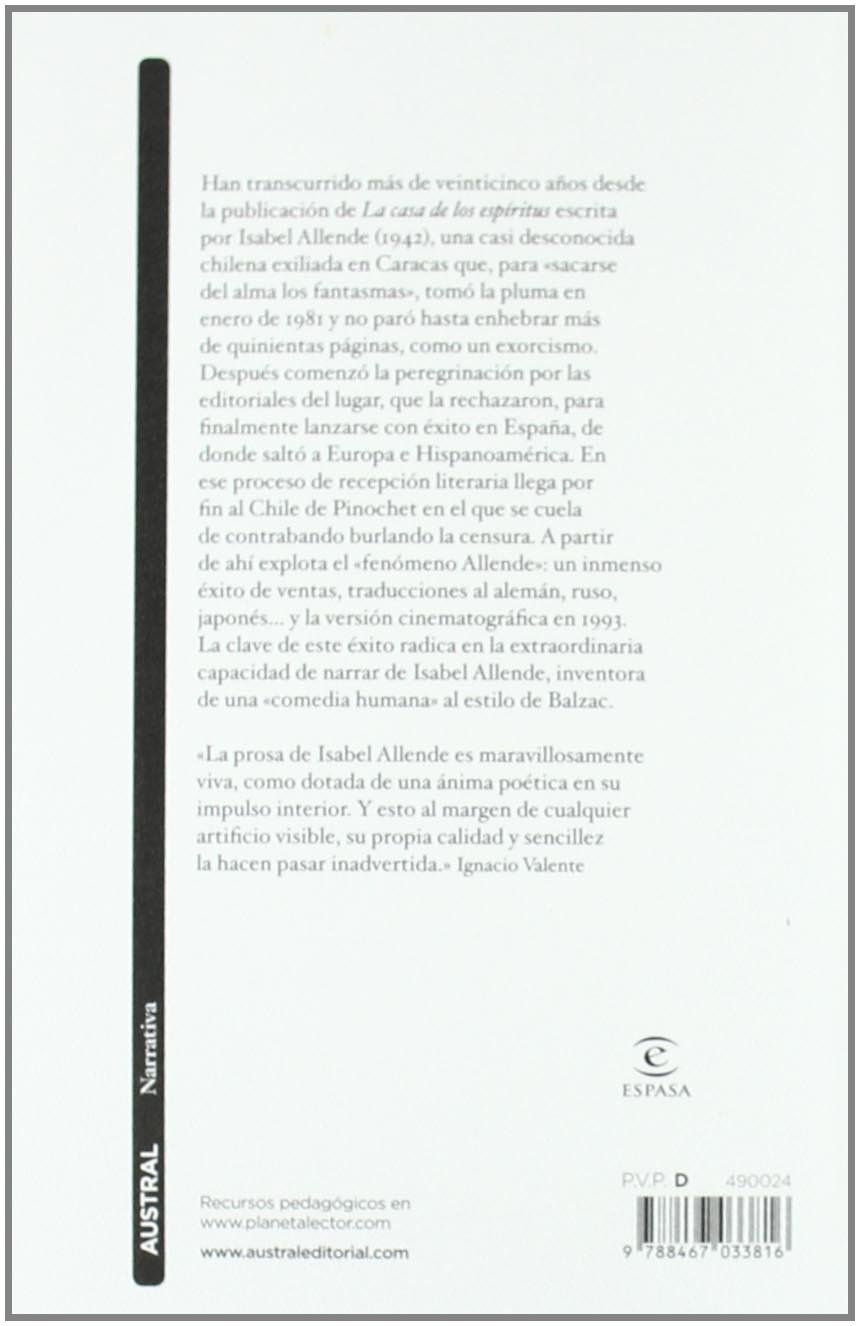 Han transcurrido más de veinticinco años desde
la publicación de La casa de los espíritus escrita
por Isabel Allende (1942), una casi desconocida
chilena exiliada en Caracas que, para «sacarse
del alma los fantasmas», tomó la pluma en
enero de 1981 y no paró hasta enhebrar más
de quinientas páginas, como un exorcismo.
Después comenzó la peregrinación por las
editoriales del lugar, que la rechazaron, para
finalmente lanzarse con éxito en España, de
donde saltó a Europa e Hispanoamérica. En
ese proceso de recepción literaria llega por
fin al Chile de Pinochet en el que se cuela
de contrabando burlando la censura. A partir
de ahí explota el «fenómeno Allende»: un inmenso
éxito de ventas, traducciones al alemán, ruso,
japonés... y la versión cinematográfica en 1993.
La clave de este éxito radica en la extraordinaria
capacidad de narrar de Isabel Allende, inventora
de una «comedia humana» al estilo de Balzac.
«La prosa de Isabel Allende es maravillosamente
viva, como dotada de una ánima poética en su
impulso interior. Y esto al margen de cualquier
artificio visible, su propia calidad y sencillez
la hacen pasar inadvertida.» Ignacio Valente
AUSTRAL Narrativa
e
ESPASA
P.V.P. D 490024
9 788467 033816
Recursos pedagógicos en
www.planetalector.com
www.australeditorial.com